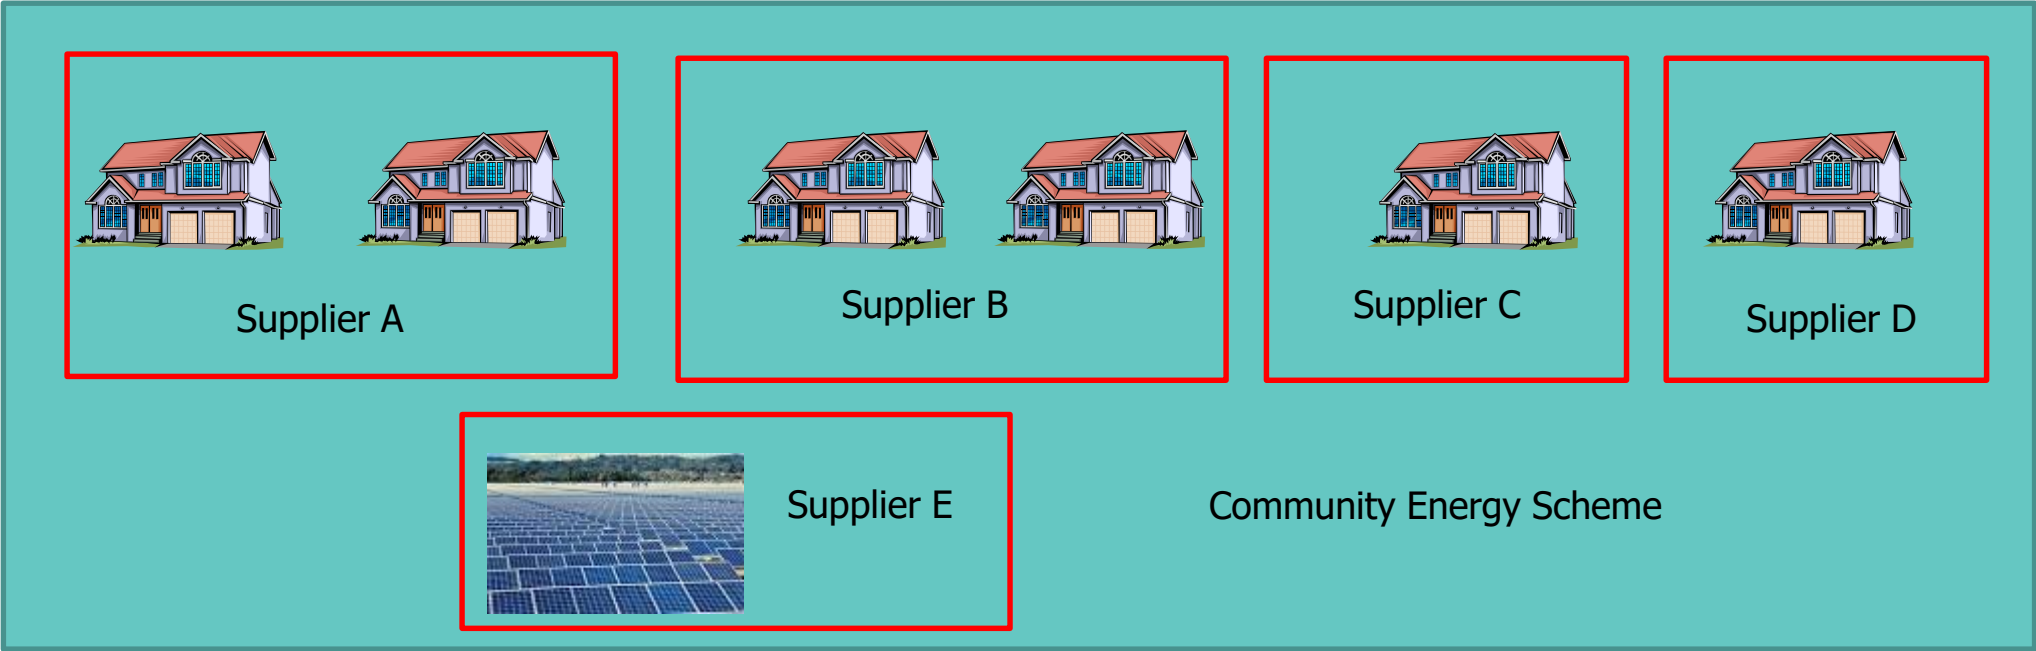 Supplier A
Supplier B
Supplier C
Supplier D
Supplier E
Community Energy Scheme